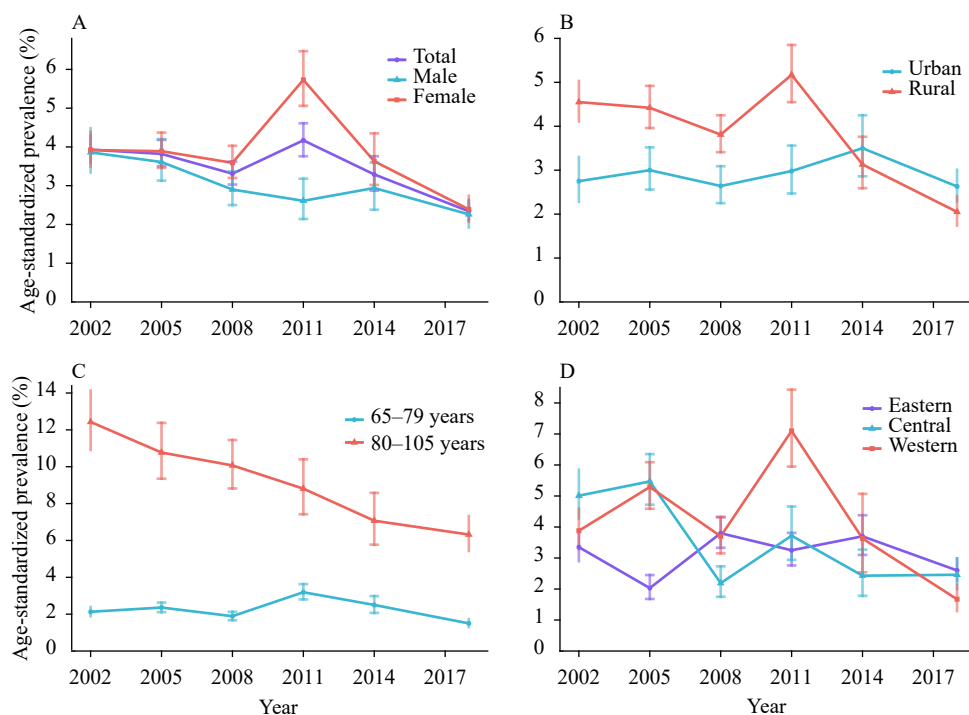 A
Age-standardized prevalence (%)
6
5
4
3
2
1
0
Total
Male
Female
2002 2005 2008 2011 2014 2017
B
6
5
4
3
2
1
0
Urban
Rural
2002 2005 2008 2011 2014 2017
C
Age-standardized prevalence (%)
14
12
10
8
6
4
2
0
65–79 years
80–105 years
2002 2005 2008 2011 2014 2017
Year
D
8
7
6
5
4
3
2
1
0
Eastern
Central
Western
2002 2005 2008 2011 2014 2017
Year